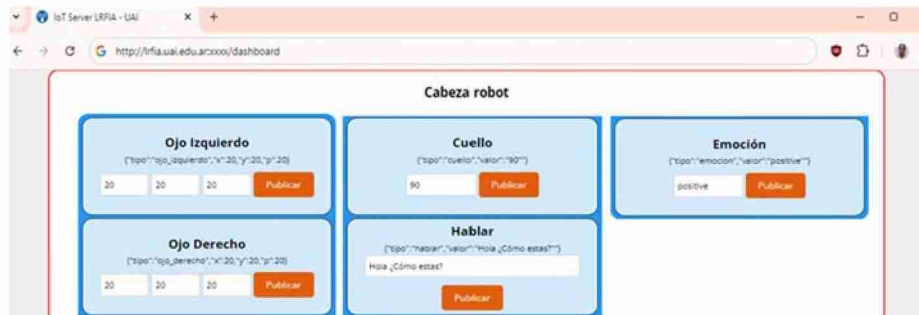 IoT Server LRFIA - UAI
http://lrfia.uai.edu.ar:xxxx/dashboard
Cabeza robot
Ojo Izquierdo
{"tipo":"ojo_izquierdo","x":20,"y":20,"p":20}
20 20 20 Publicar
Cuello
{"tipo":"cuello","valor":"90""}
90 Publicar
Emoción
{"tipo":"emocion","valor":"positive""}
positive Publicar
Ojo Derecho
{"tipo":"ojo_derecho","x":20,"y":20,"p":20}
20 20 20 Publicar
Hablar
{"tipo":"hablar","valor":"Hola ¿Cómo estas?""}
Hola ¿Cómo estas?
Publicar